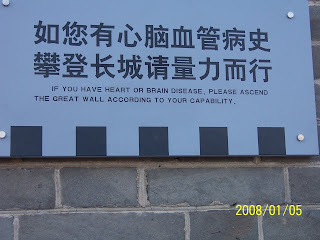 如您有心脑血管病史
攀登长城请量力而行
IF YOU HAVE HEART OR BRAIN DISEASE, PLEASE ASCEND
THE GREAT WALL ACCORDING TO YOUR CAPABILITY.
2008/01/05